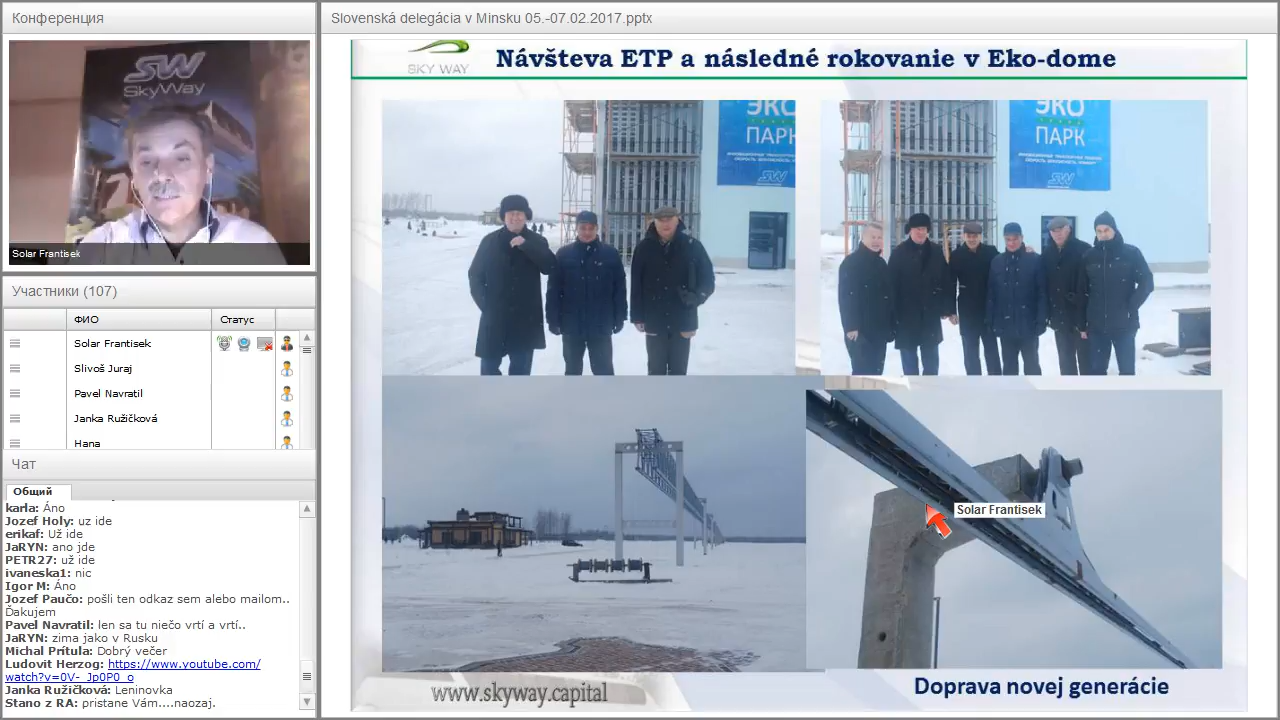 Конференция
SW
SkyWay
Solar Frantisek
Участники (107)
ФИО
Статус
Solar Frantisek
Slivoš Juraj
Pavel Navratil
Janka Ružičková
Hana
Чат
Общий
karla: Áno
Jozef Holy: uz ide
erikaf: Už ide
JaRYN: ano jde
PETR27: už ide
ivaneska1: nic
Igor M: Áno
Jozef Paučo: pošli ten odkaz sem alebo mailom..
Ďakujem
Pavel Navratil: len sa tu niečo vrtí a vrtí..
JaRYN: zima jako v Rusku
Michal Prítula: Dobrý večer
Ludovit Herzog: https://www.youtube.com/
watch?v=0V-_Jp0P0_o
Janka Ružičková: Leninovka
Stano z RA: pristane Vám....naozaj.
Slovenská delegácia v Minsku 05.-07.02.2017.pptx
SKY WAY
Návšteva ETP a následné rokovanie v Eko-dome
ЭКО
ПАРК
SW
ЭКО
ПАРК
SW
Solar Frantisek
www.skyway.capital
Doprava novej generácie